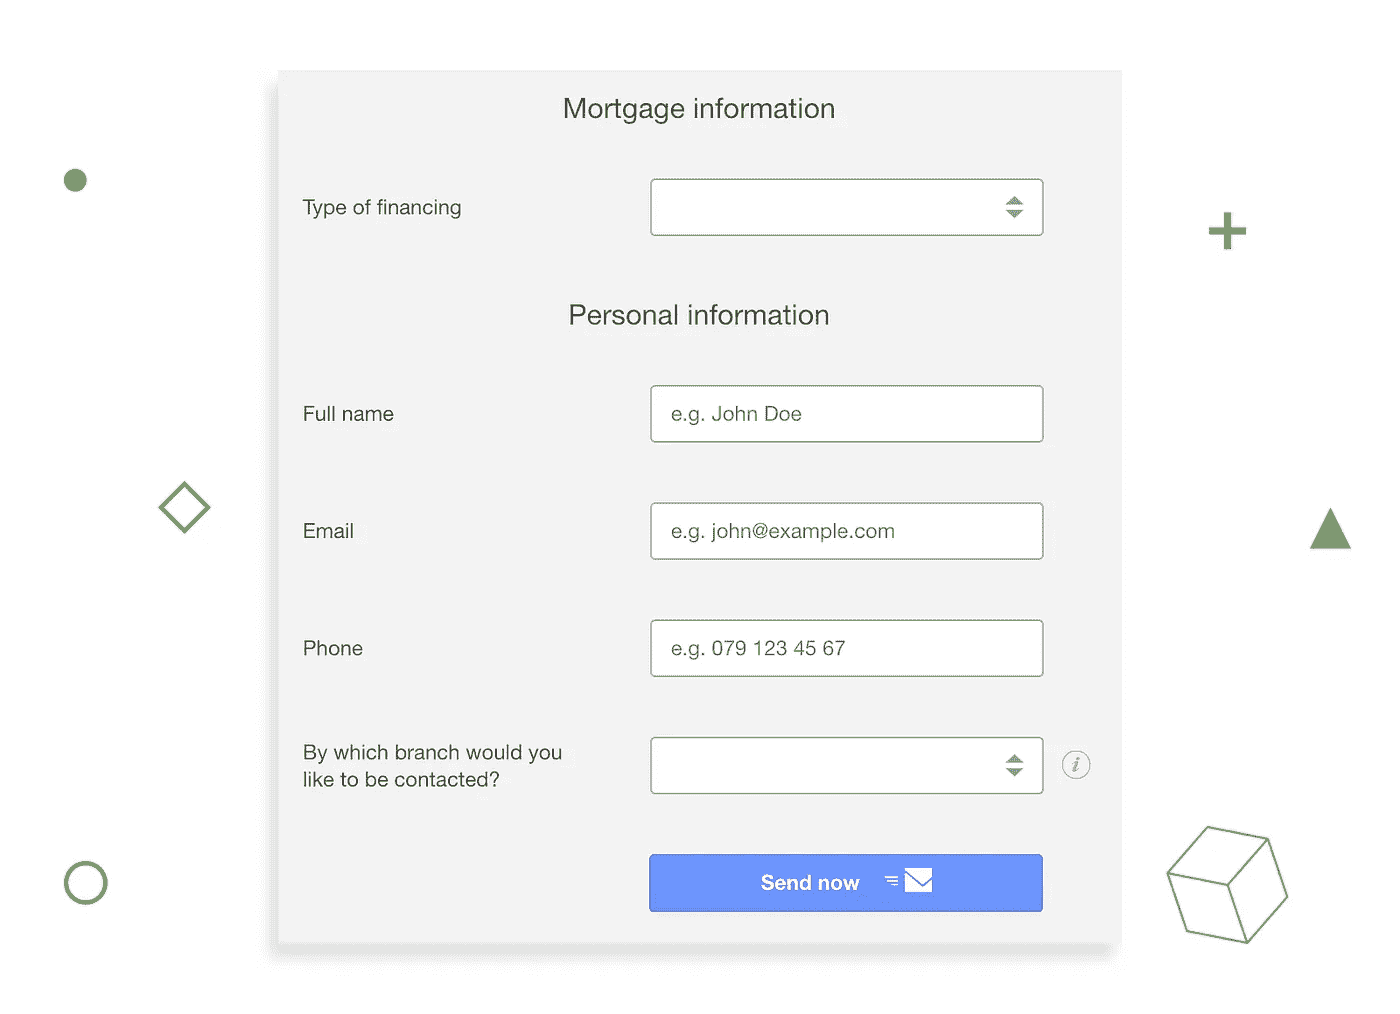 Mortgage information
Type of financing
Personal information
Full name
e.g. John Doe
Email
e.g. john@example.com
Phone
e.g. 079 123 45 67
By which branch would you
like to be contacted?
i
Send now